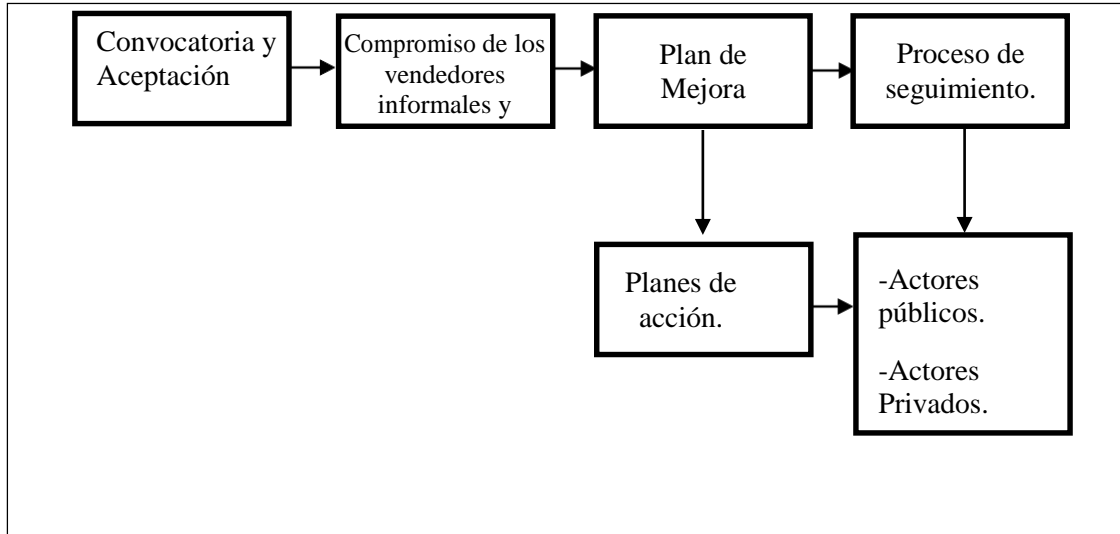 Convocatoria y
Aceptación
Compromiso de los
vendedores
informales y
Plan de
Mejora
Proceso de
seguimiento.
Planes de
acción.
-Actores
públicos.
-Actores
Privados.